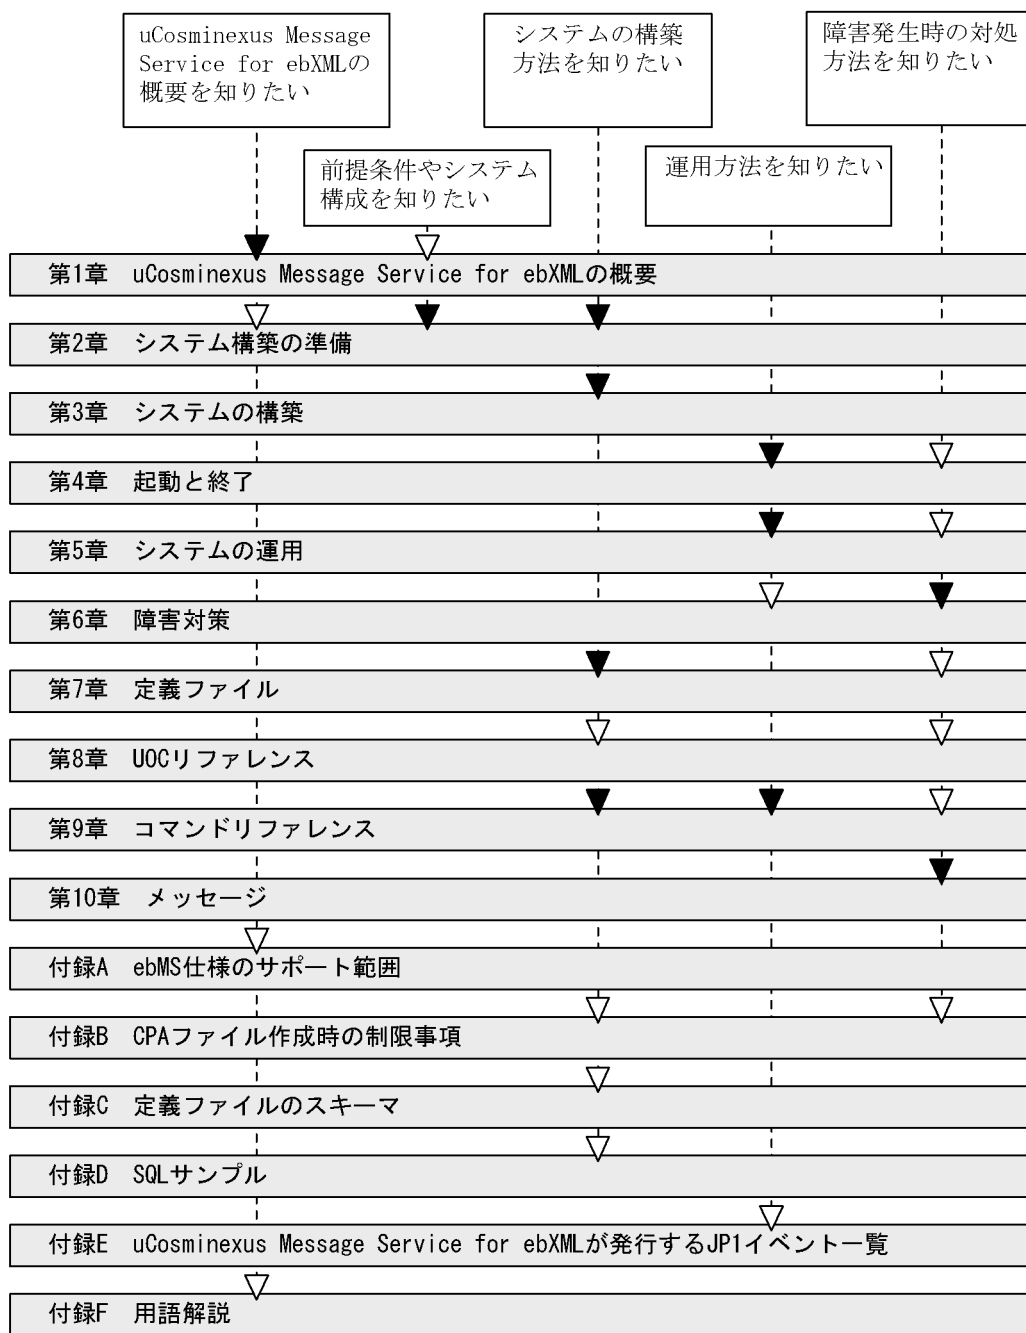 uCosminexus Message
Service for ebXMLの
概要を知りたい
システムの構築
方法を知りたい
障害発生時の対処
方法を知りたい
前提条件やシステム
構成を知りたい
運用方法を知りたい
第1章 uCosminexus Message Service for ebXMLの概要
第2章 システム構築の準備
第3章 システムの構築
第4章 起動と終了
第5章 システムの運用
第6章 障害対策
第7章 定義ファイル
第8章 UOCリファレンス
第9章 コマンドリファレンス
第10章 メッセージ
付録A ebMS仕様のサポート範囲
付録B CPAファイル作成時の制限事項
付録C 定義ファイルのスキーマ
付録D SQLサンプル
付録E uCosminexus Message Service for ebXMLが発行するJP1イベント一覧
付録F 用語解説